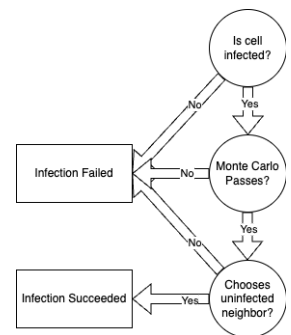 Is cell
infected?
No
Yes
Infection Failed
No
Monte Carlo
Passes?
No
Yes
Infection Succeeded
Yes
Chooses
uninfected
neighbor?